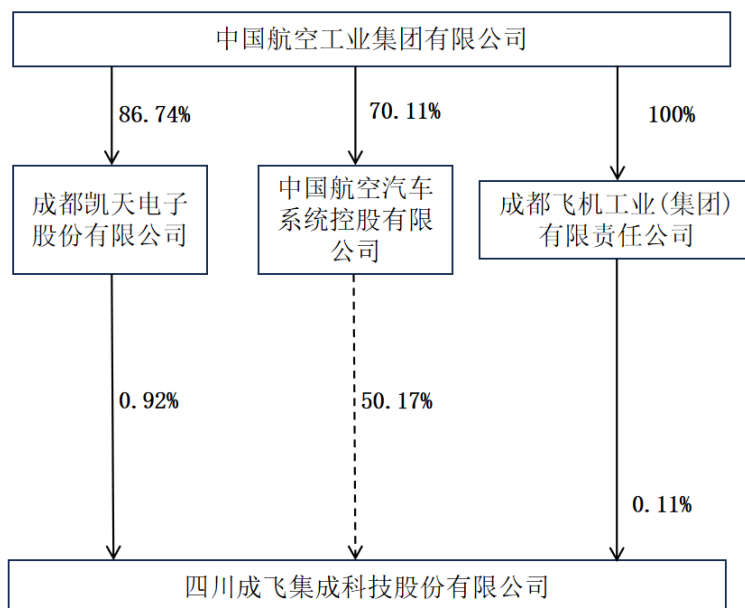 中国航空工业集团有限公司
86.74%
70.11%
100%
成都凯天电子
股份有限公司
中国航空汽车
系统控股有限
公司
成都飞机工业(集团)
有限责任公司
0.92%
50.17%
0.11%
四川成飞集成科技股份有限公司